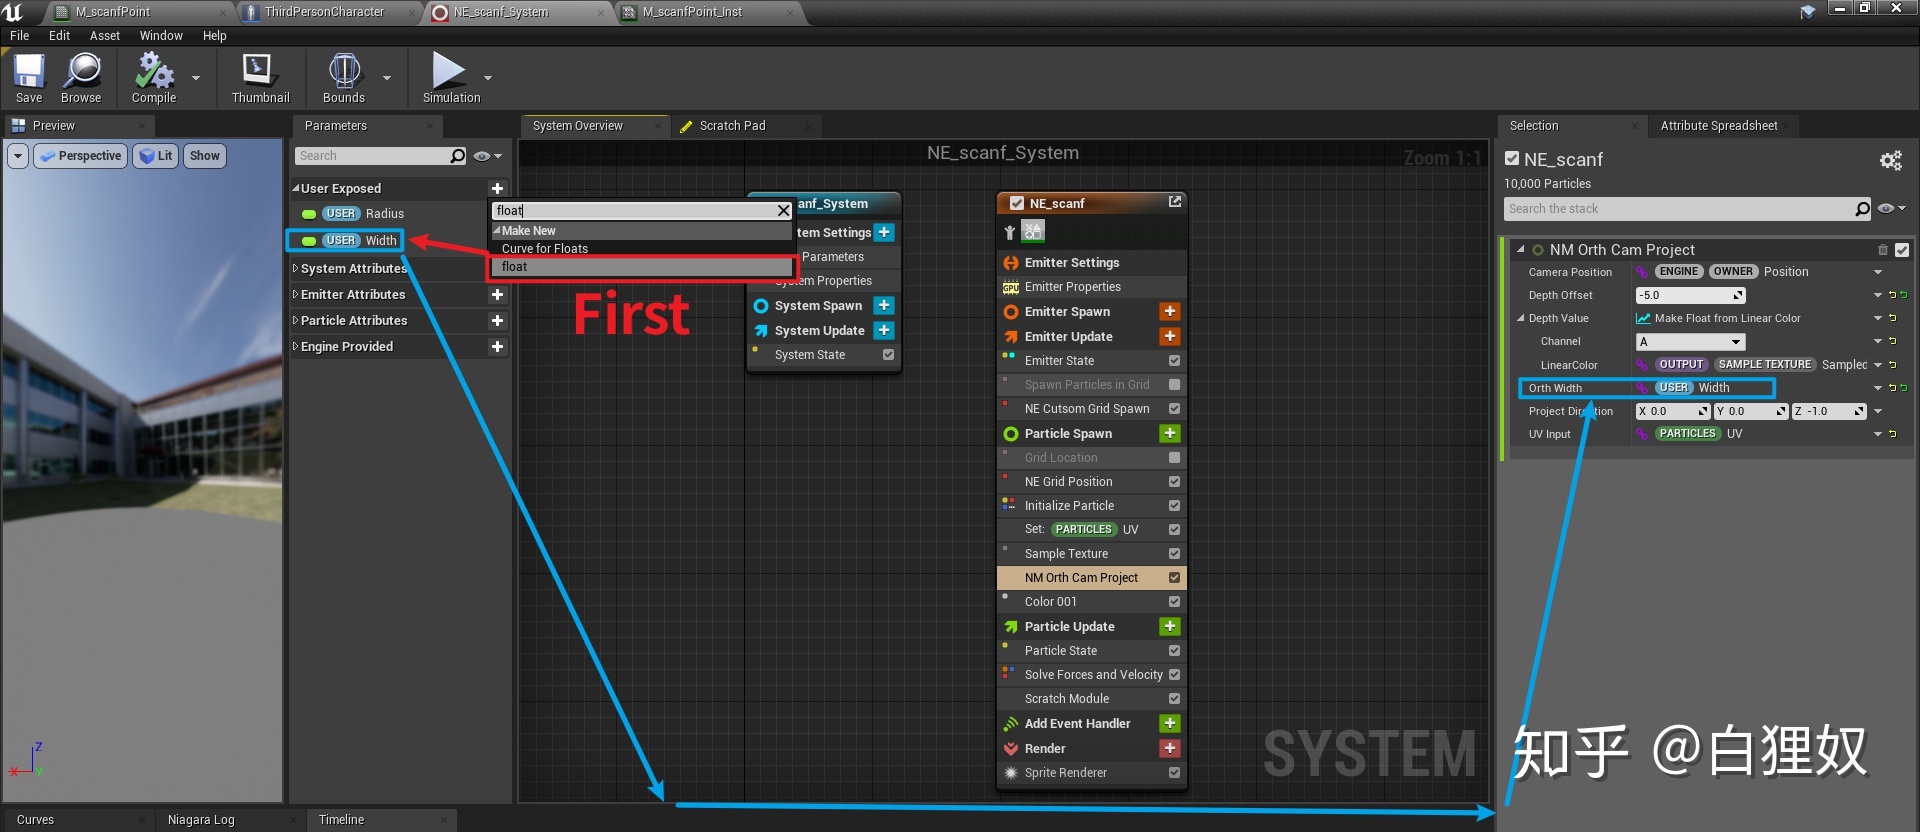 M_scanfPoint
ThirdPersonCharacter
NE_scanf_System
M_scanfPoint_Inst
File Edit Asset Window Help
Save
Browse
Compile
Thumbnail
Bounds
Simulation
Preview
Perspective
Lit
Show
Z
X
Y
Parameters
Search
User Exposed
USER Radius
USER Width
System Attributes
Emitter Attributes
Particle Attributes
Engine Provided
float
Make New
Curve for Floats
float
First
System Overview
Scratch Pad
NE_scanf_System
Zoom 1:1
anf_System
tem Settings
Parameters
System Properties
System Spawn
System Update
System State
NE_scanf
Emitter Settings
GPU Emitter Properties
Emitter Spawn
Emitter Update
Emitter State
Spawn Particles in Grid
NE Cutsom Grid Spawn
Particle Spawn
Grid Location
NE Grid Position
Initialize Particle
Set: PARTICLES UV
Sample Texture
NM Orth Cam Project
Color 001
Particle Update
Particle State
Solve Forces and Velocity
Scratch Module
Add Event Handler
Render
Sprite Renderer
SYSTEM
Selection
Attribute Spreadsheet
NE_scanf
10,000 Particles
Search the stack
NM Orth Cam Project
Camera Position ENGINE OWNER Position
Depth Offset -5.0
Depth Value Make Float from Linear Color
Channel A
LinearColor OUTPUT SAMPLE TEXTURE Sampled
Orth Width USER Width
Project Direction X 0.0 Y 0.0 Z -1.0
UV Input PARTICLES UV
知乎 @白狸奴
Curves
Niagara Log
Timeline